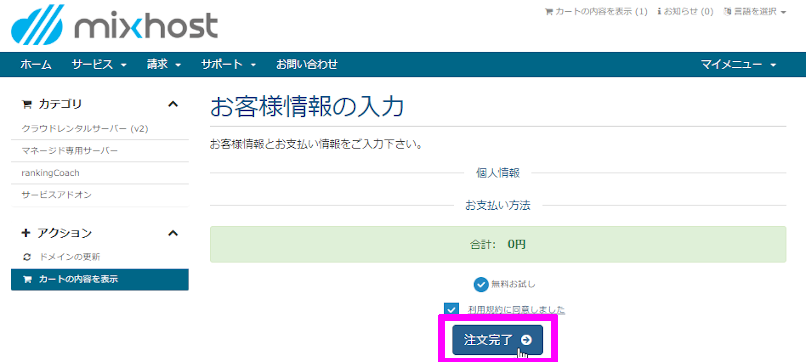 mixhost
カートの内容を表示 (1) お知らせ (0) 言語を選択
ホーム サービス 請求 サポート お問い合わせ マイメニュー
カテゴリ
クラウドレンタルサーバー (v2)
マネージド専用サーバー
rankingCoach
サービスアドオン
アクション
ドメインの更新
カートの内容を表示
お客様情報の入力
お客様情報とお支払い情報をご入力下さい。
個人情報
お支払い方法
合計: 0円
無料お試し
利用規約に同意しました
注文完了